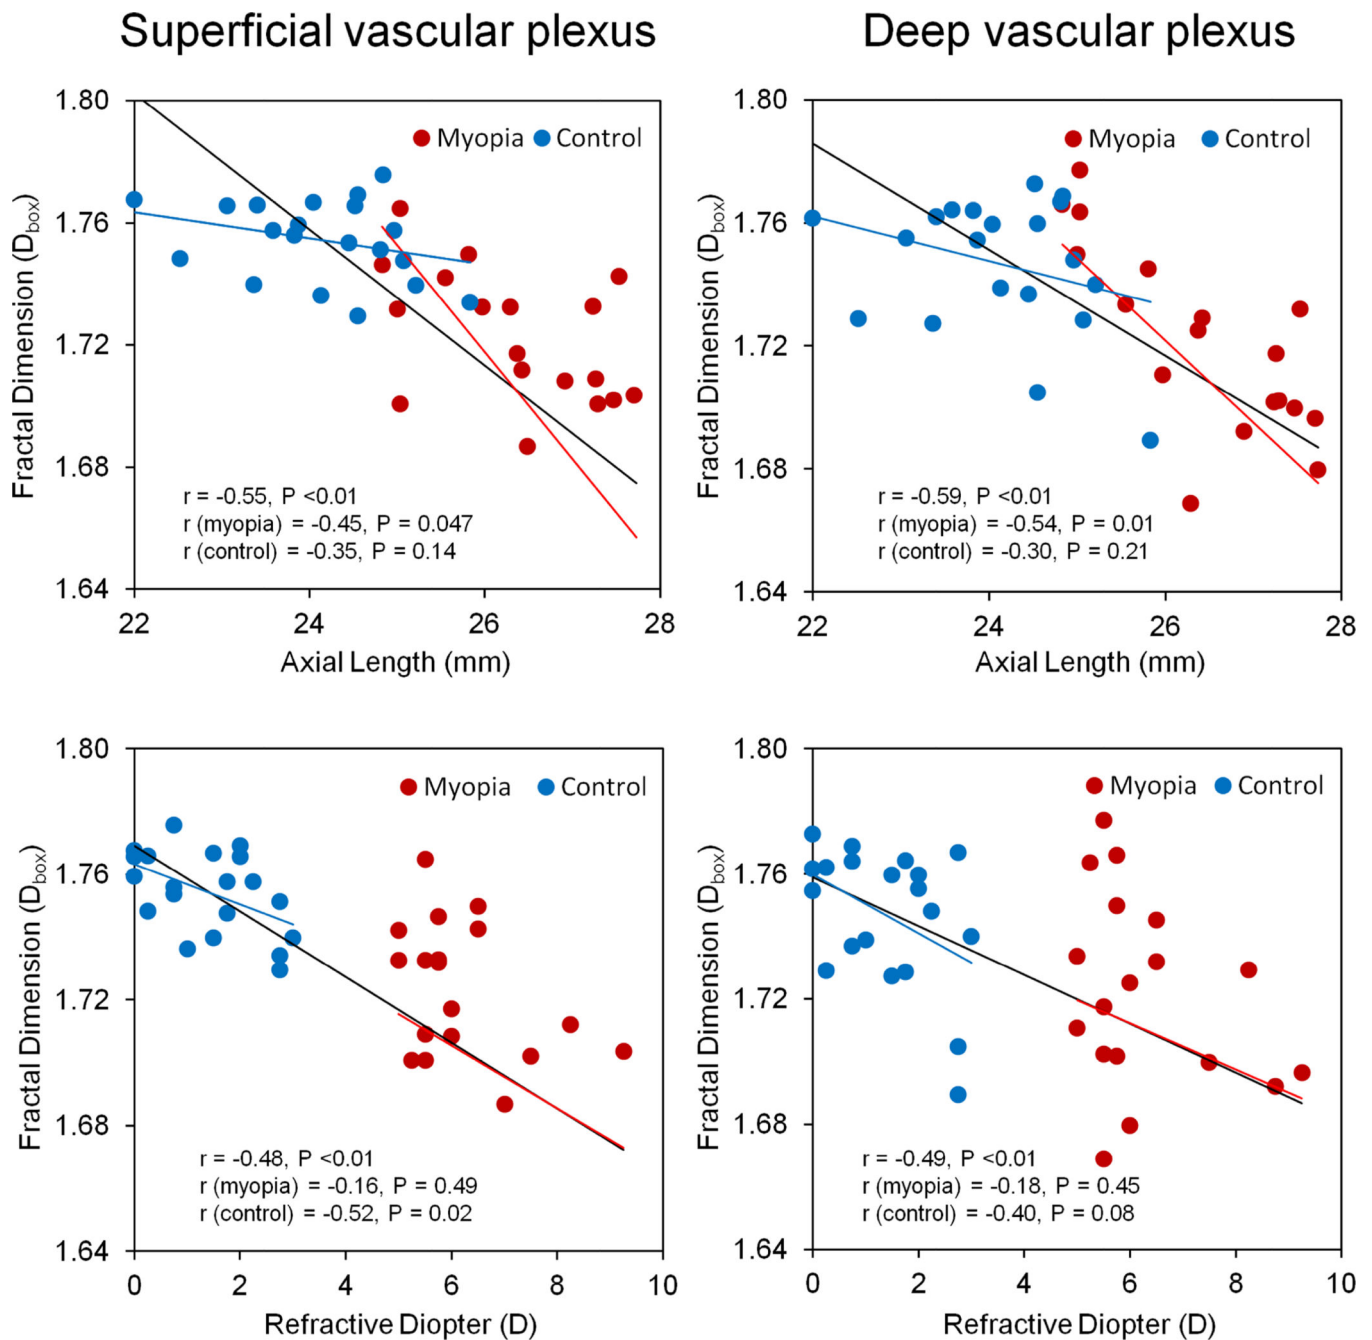 Superficial vascular plexus
Deep vascular plexus
Fractal Dimension (Dbox)
1.80
1.76
1.72
1.68
1.64
Myopia Control
r = -0.55, P <0.01
r (myopia) = -0.45, P = 0.047
r (control) = -0.35, P = 0.14
22 24 26 28
Axial Length (mm)
Fractal Dimension (Dbox)
1.80
1.76
1.72
1.68
1.64
Myopia Control
r = -0.59, P <0.01
r (myopia) = -0.54, P = 0.01
r (control) = -0.30, P = 0.21
22 24 26 28
Axial Length (mm)
Fractal Dimension (Dbox)
1.80
1.76
1.72
1.68
1.64
Myopia Control
r = -0.48, P <0.01
r (myopia) = -0.16, P = 0.49
r (control) = -0.52, P = 0.02
0 2 4 6 8 10
Refractive Diopter (D)
Fractal Dimension (Dbox)
1.80
1.76
1.72
1.68
1.64
Myopia Control
r = -0.49, P <0.01
r (myopia) = -0.18, P = 0.45
r (control) = -0.40, P = 0.08
0 2 4 6 8 10
Refractive Diopter (D)